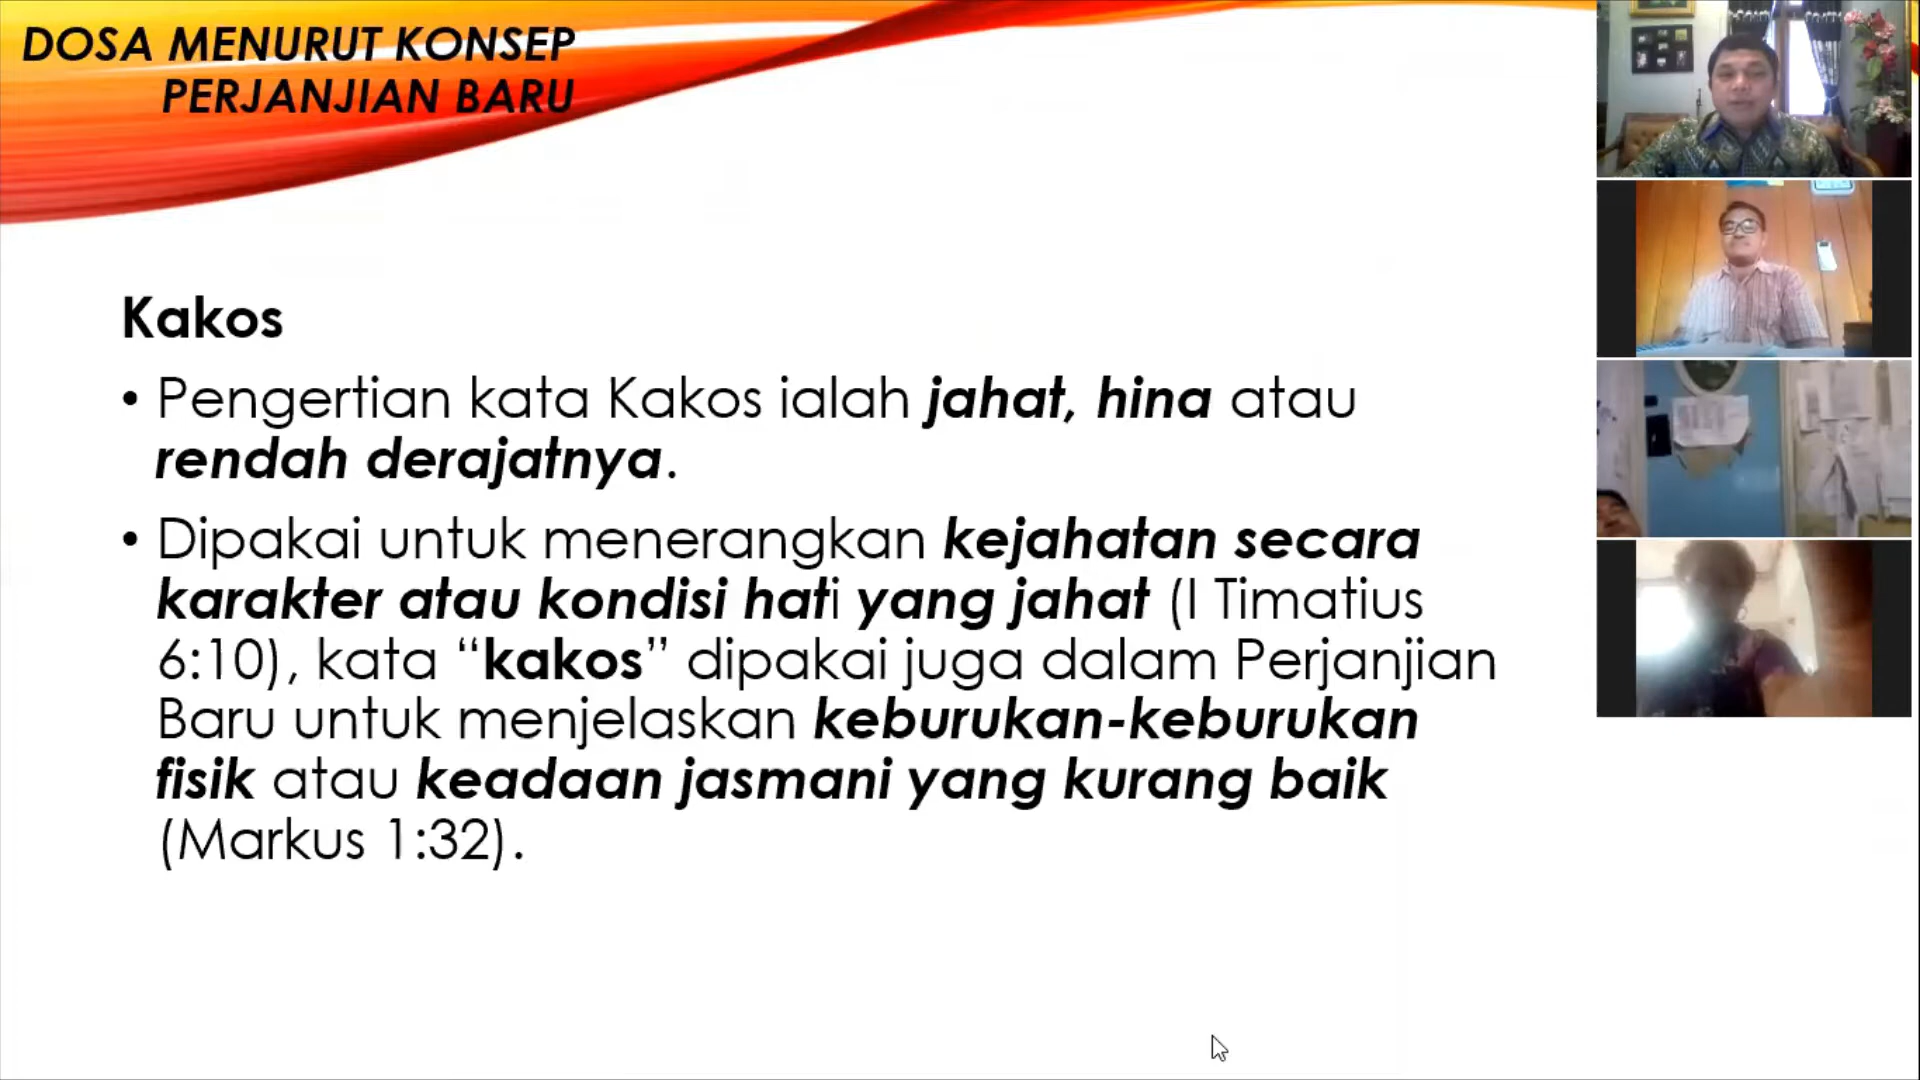 DOSA MENURUT KONSEP
PERJANJIAN BARU
Kakos
• Pengertian kata Kakos ialah jahat, hina atau
rendah derajatnya.
• Dipakai untuk menerangkan kejahatan secara
karakter atau kondisi hati yang jahat (I Timatius
6:10), kata “kakos” dipakai juga dalam Perjanjian
Baru untuk menjelaskan keburukan-keburukan
fisik atau keadaan jasmani yang kurang baik
(Markus 1:32).